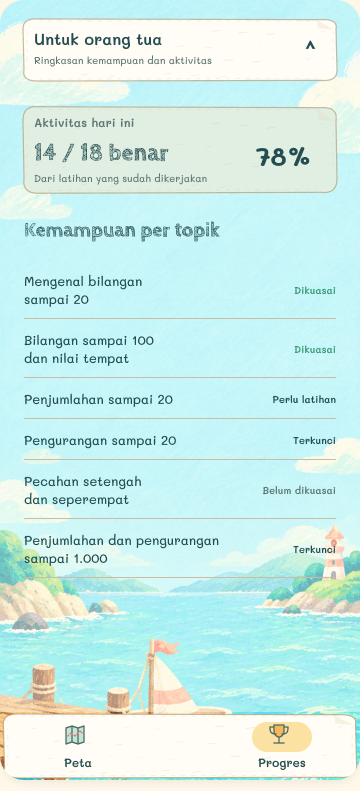 Untuk orang tua
Ringkasan kemampuan dan aktivitas
Aktivitas hari ini
14 / 18 benar
78%
Dari latihan yang sudah dikerjakan
Kemampuan per topik
Mengenal bilangan
sampai 20
Dikuasai
Bilangan sampai 100
dan nilai tempat
Dikuasai
Penjumlahan sampai 20
Perlu latihan
Pengurangan sampai 20
Terkunci
Pecahan setengah
dan seperempat
Belum dikuasai
Penjumlahan dan pengurangan
sampai 1.000
Terkunci
Peta
Progres